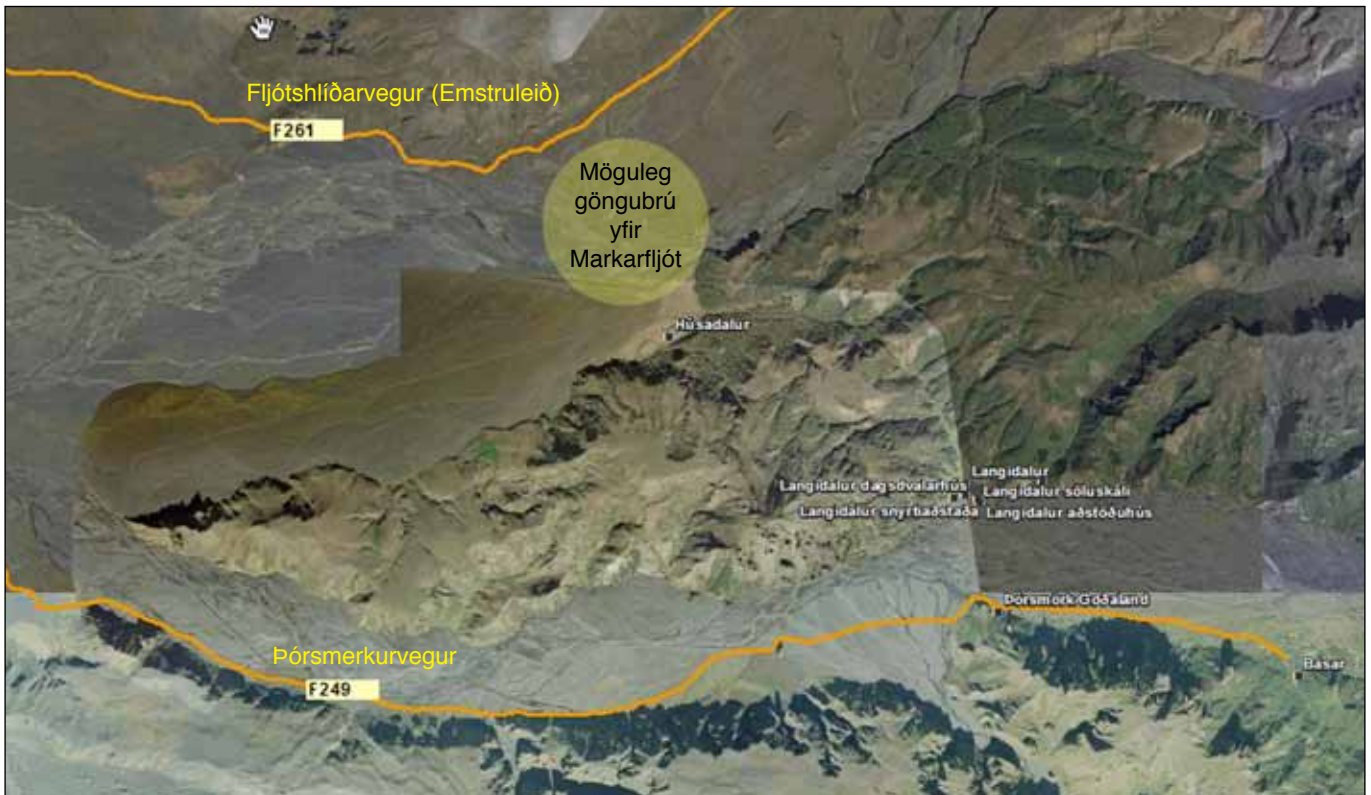 Fljótshlíðarvegur (Emstruleið)
F261
Möguleg
göngubrú
yfir
Markarfljót
Húsadalur
Langidalur
Langidalur dagsdvalarhús
Langidalur söluskáli
Langidalur snyrtiaðstaða
Langidalur aðstöðuhús
Þórsmörk Goðaland
Básar
Þórsmerkurvegur
F249